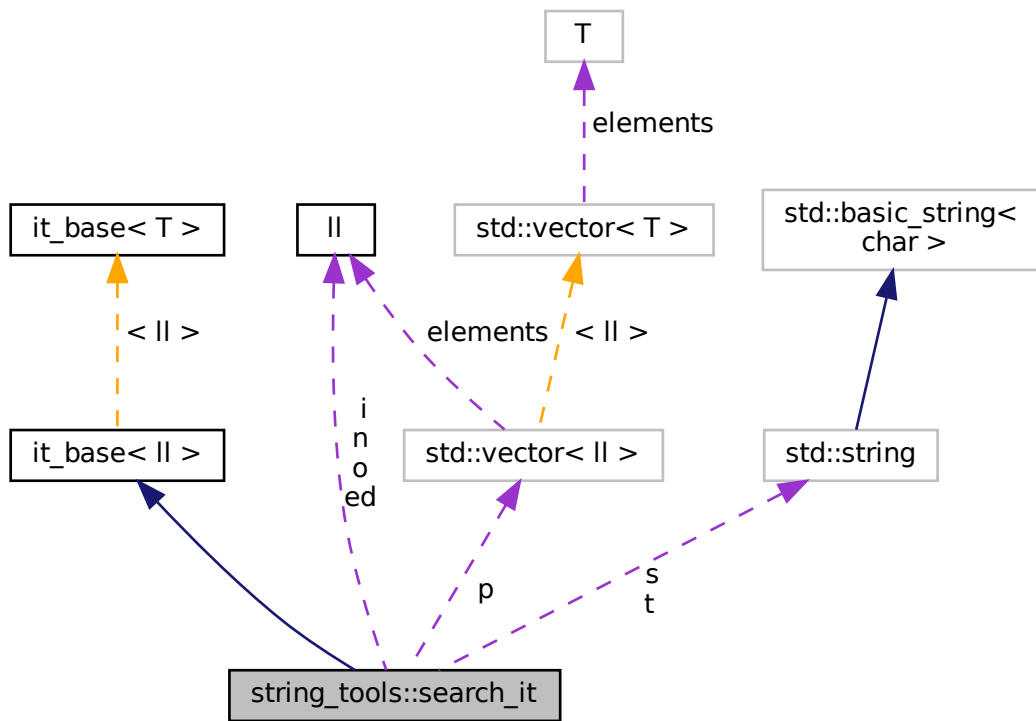 T
elements
it_base< T >
ll
std::vector< T >
std::basic_string<
char >
< ll >
elements
< ll >
i
n
o
ed
it_base< ll >
std::vector< ll >
std::string
p
s
t
string_tools::search_it